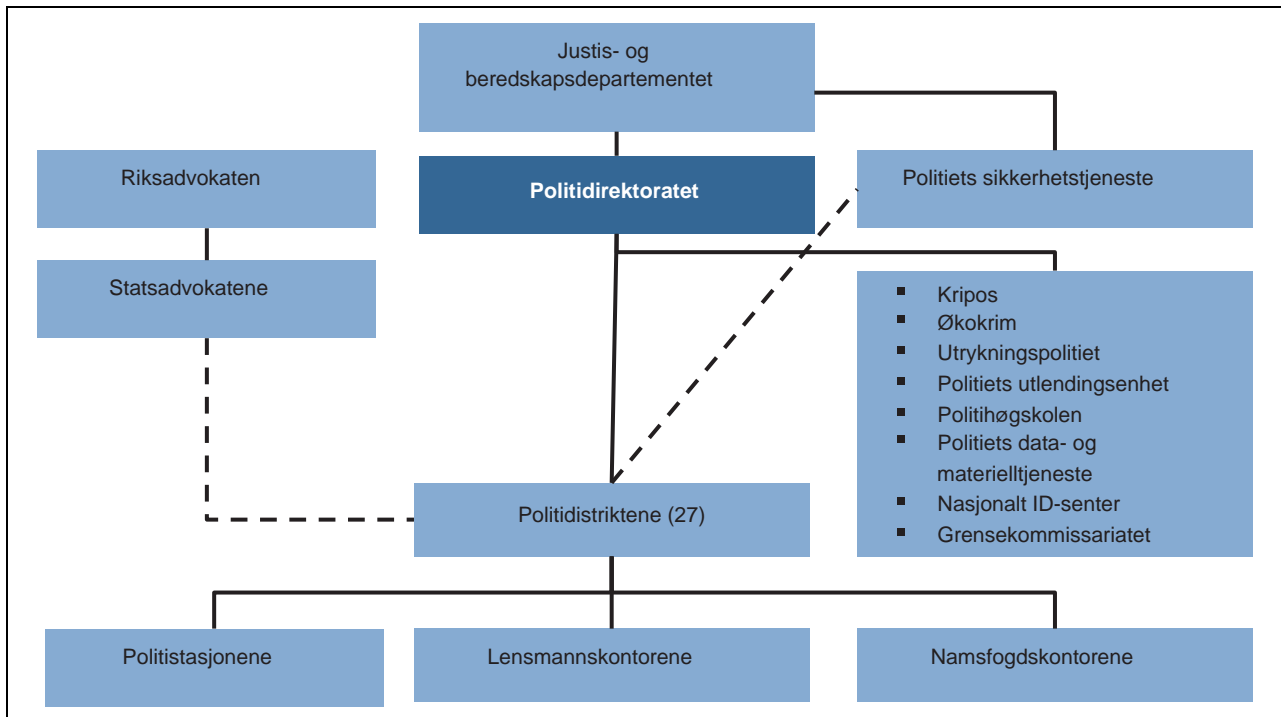 Justis- og
beredskapsdepartementet
Riksadvokaten
Politidirektoratet
Politiets sikkerhetstjeneste
Statsadvokatene
▪ Kripos
▪ Økokrim
▪ Utrykningspolitiet
▪ Politiets utlendingsenhet
▪ Politihøgskolen
▪ Politiets data- og
materielltjeneste
▪ Nasjonalt ID-senter
▪ Grensekommissariatet
Politidistriktene (27)
Politistasjonene
Lensmannskontorene
Namsfogdskontorene